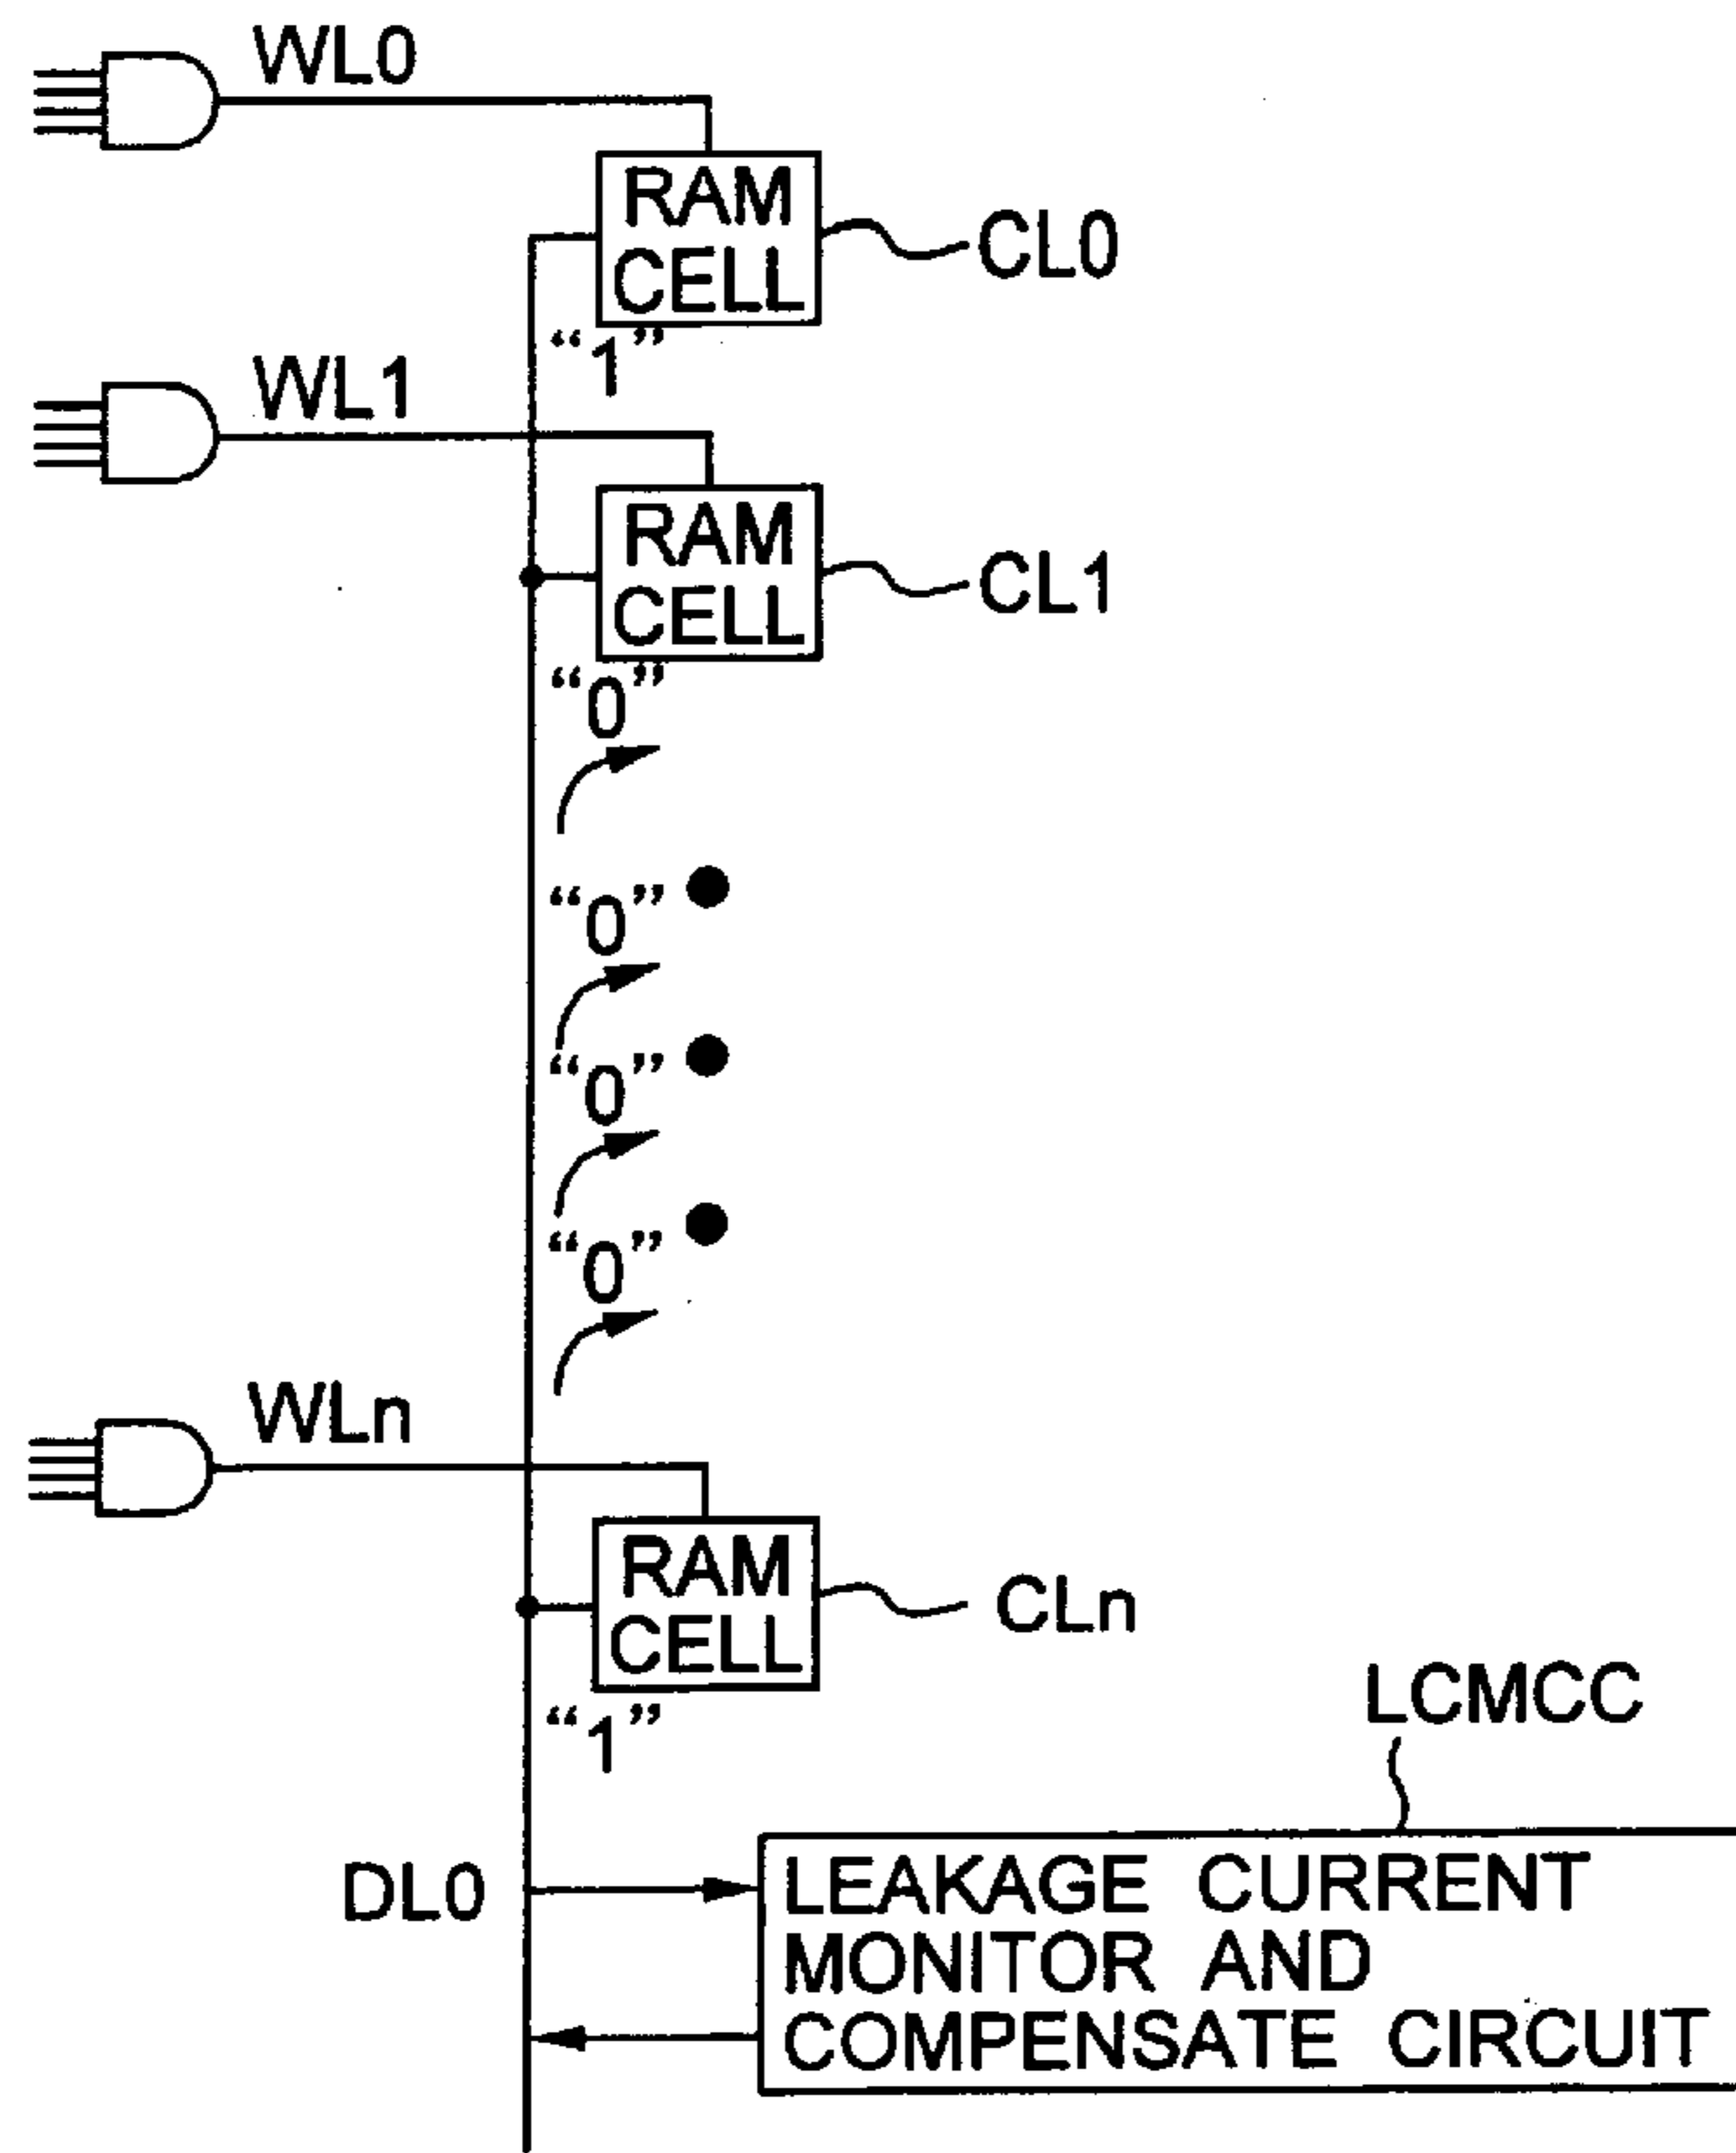 WL0
RAM
CELL
CL0
“1”
WL1
RAM
CELL
CL1
“0”
“0”
“0”
“0”
WLn
RAM
CELL
CLn
“1”
LCMCC
DL0
LEAKAGE CURRENT
MONITOR AND
COMPENSATE CIRCUIT